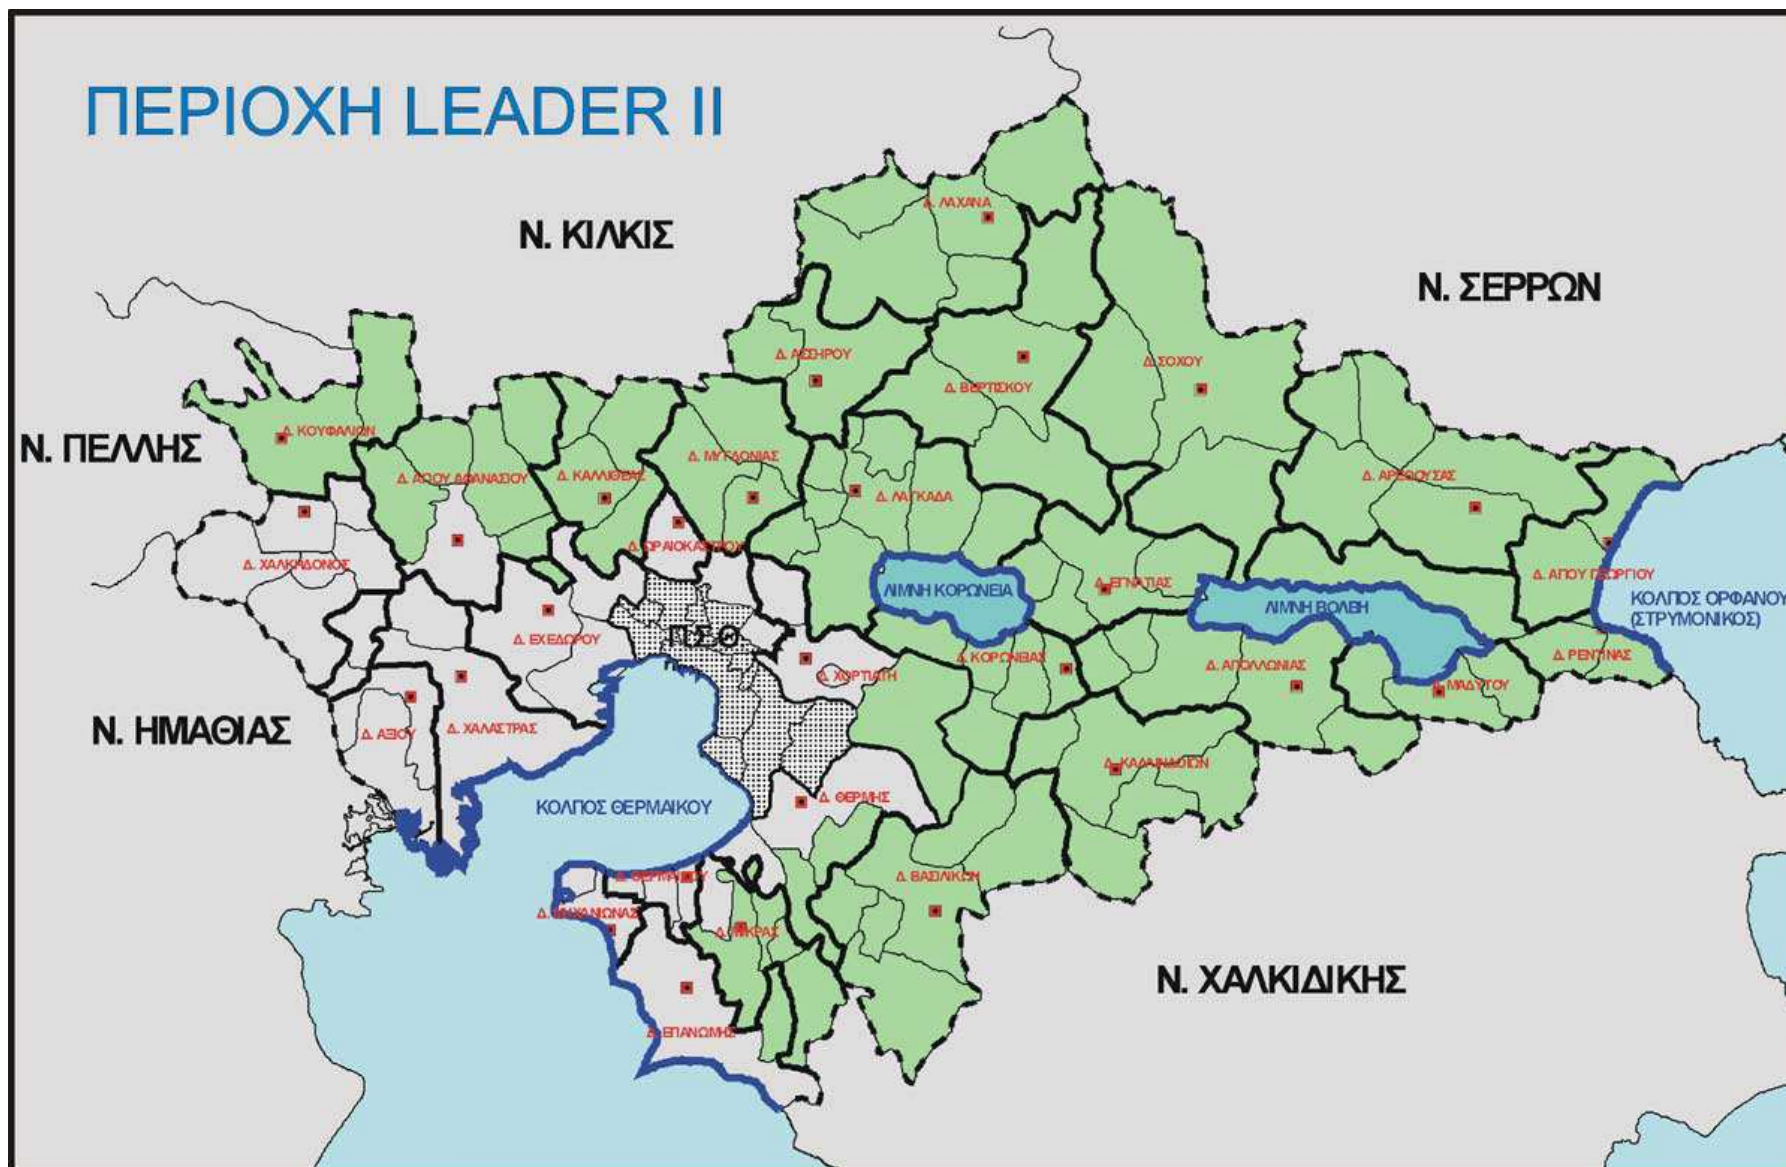 ΠΕΡΙΟΧΗ LEADER II
Δ. ΛΑΧΑΝΑ
Ν. ΚΙΛΚΙΣ
Ν. ΣΕΡΡΩΝ
Δ. ΑΣΣΗΡΟΥ
Δ. ΣΟΧΟΥ
Δ. ΒΕΡΤΙΣΚΟΥ
Δ. ΚΟΥΦΑΛΙΩΝ
Ν. ΠΕΛΛΗΣ
Δ. ΜΥΓΔΟΝΙΑΣ
Δ. ΑΓΙΟΥ ΑΘΑΝΑΣΙΟΥ
Δ. ΚΑΛΛΙΘΕΑΣ
Δ. ΑΡΕΘΟΥΣΑΣ
Δ. ΛΑΓΚΑΔΑ
Δ. ΩΡΑΙΟΚΑΣΤΡΟΥ
Δ. ΧΑΛΚΗΔΟΝΟΣ
Δ. ΑΓΙΟΥ ΓΕΩΡΓΙΟΥ
Δ. ΕΓΝΑΤΙΑΣ
ΛΙΜΝΗ ΚΟΡΩΝΕΙΑ
ΛΙΜΝΗ ΒΟΛΒΗ
ΚΟΛΠΟΣ ΟΡΦΑΝΟΥ
(ΣΤΡΥΜΟΝΙΚΟΣ)
Δ. ΕΧΕΔΩΡΟΥ
Π.Σ.Θ.
Δ. ΚΟΡΩΝΕΙΑΣ
Δ. ΑΠΟΛΛΩΝΙΑΣ
Δ. ΡΕΝΤΙΝΑΣ
Δ. ΧΟΡΤΙΑΤΗ
Δ. ΜΑΔΥΤΟΥ
Ν. ΗΜΑΘΙΑΣ
Δ. ΑΞΙΟΥ
Δ. ΧΑΛΑΣΤΡΑΣ
Δ. ΚΑΛΛΙΝΔΟΙΩΝ
Δ. ΘΕΡΜΗΣ
ΚΟΛΠΟΣ ΘΕΡΜΑΙΚΟΥ
Δ. ΘΕΡΜΑΙΚΟΥ
Δ. ΒΑΣΙΛΙΚΩΝ
Δ. ΜΗΧΑΝΙΩΝΑΣ
Δ. ΜΙΚΡΑΣ
Ν. ΧΑΛΚΙΔΙΚΗΣ
Δ. ΕΠΑΝΩΜΗΣ